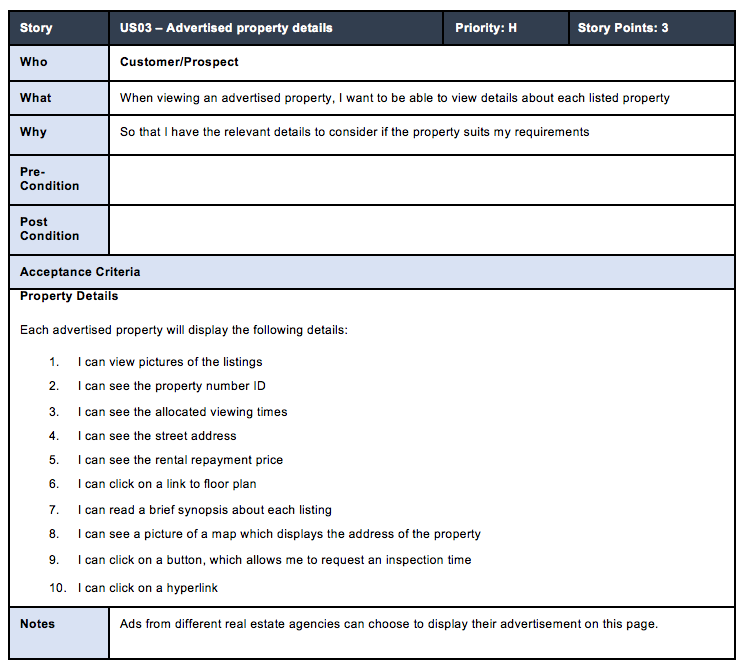 Story US03 – Advertised property details Priority: H Story Points: 3
Who Customer/Prospect
What When viewing an advertised property, I want to be able to view details about each listed property
Why So that I have the relevant details to consider if the property suits my requirements
Pre-
Condition
Post
Condition
Acceptance Criteria
Property Details
Each advertised property will display the following details:
1. I can view pictures of the listings
2. I can see the property number ID
3. I can see the allocated viewing times
4. I can see the street address
5. I can see the rental repayment price
6. I can click on a link to floor plan
7. I can read a brief synopsis about each listing
8. I can see a picture of a map which displays the address of the property
9. I can click on a button, which allows me to request an inspection time
10. I can click on a hyperlink
Notes Ads from different real estate agencies can choose to display their advertisement on this page.